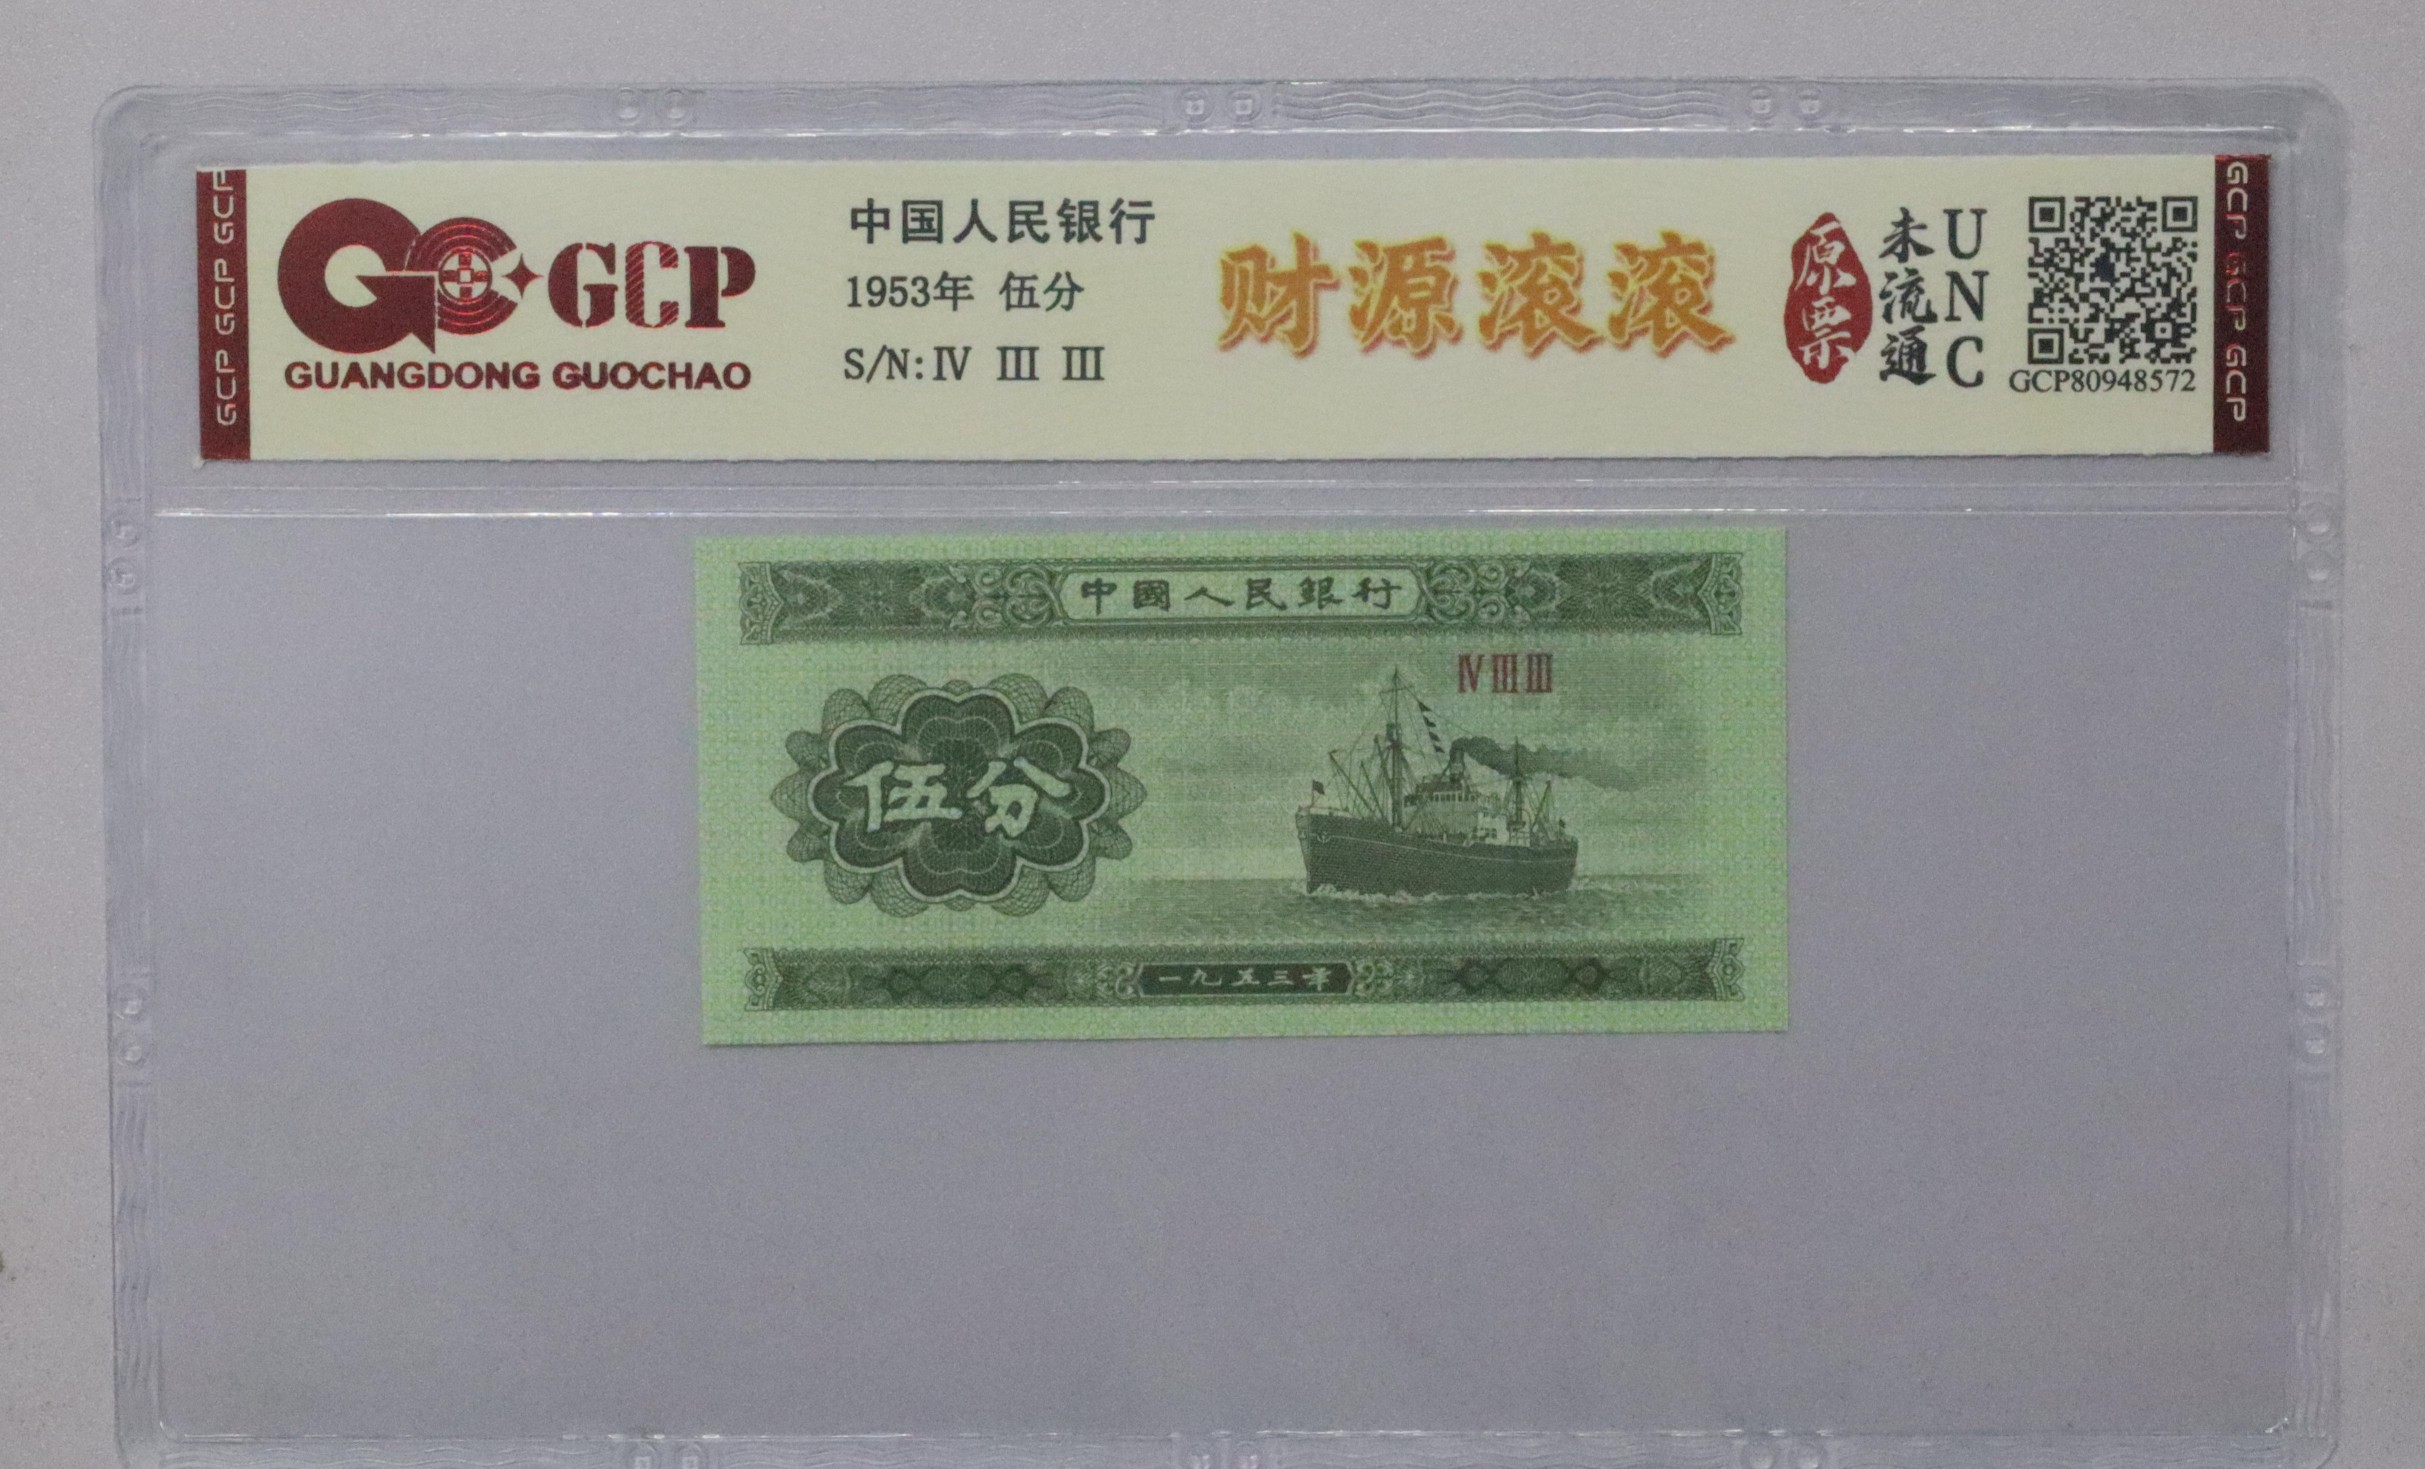 GCP GCP GCP
GCP
GUANGDONG GUOCHAO
中国人民银行
1953年 伍分
S/N: Ⅳ Ⅲ Ⅲ
财源滚滚
原票
未流通
UNC
GCP80948572
GCP GCP GCP
中國人民銀行
Ⅳ Ⅲ Ⅲ
伍分
一九五三年